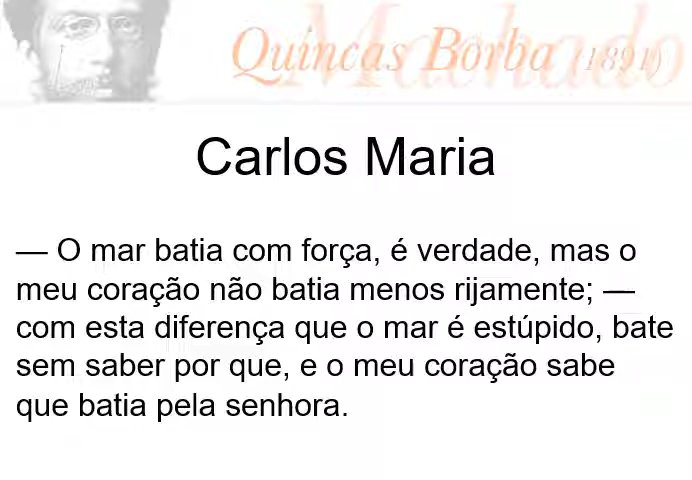 Machado
Quincas Borba (1891)
Carlos Maria
— O mar batia com força, é verdade, mas o
meu coração não batia menos rijamente; —
com esta diferença que o mar é estúpido, bate
sem saber por que, e o meu coração sabe
que batia pela senhora.